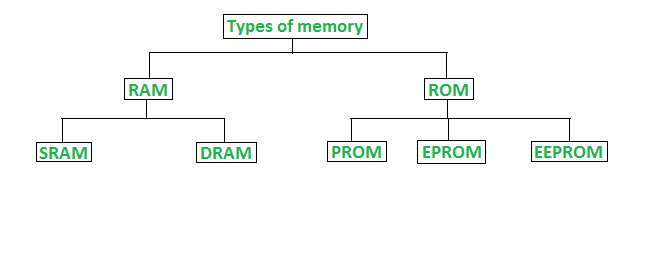 Types of memory
RAM
ROM
SRAM
DRAM
PROM
EPROM
EEPROM